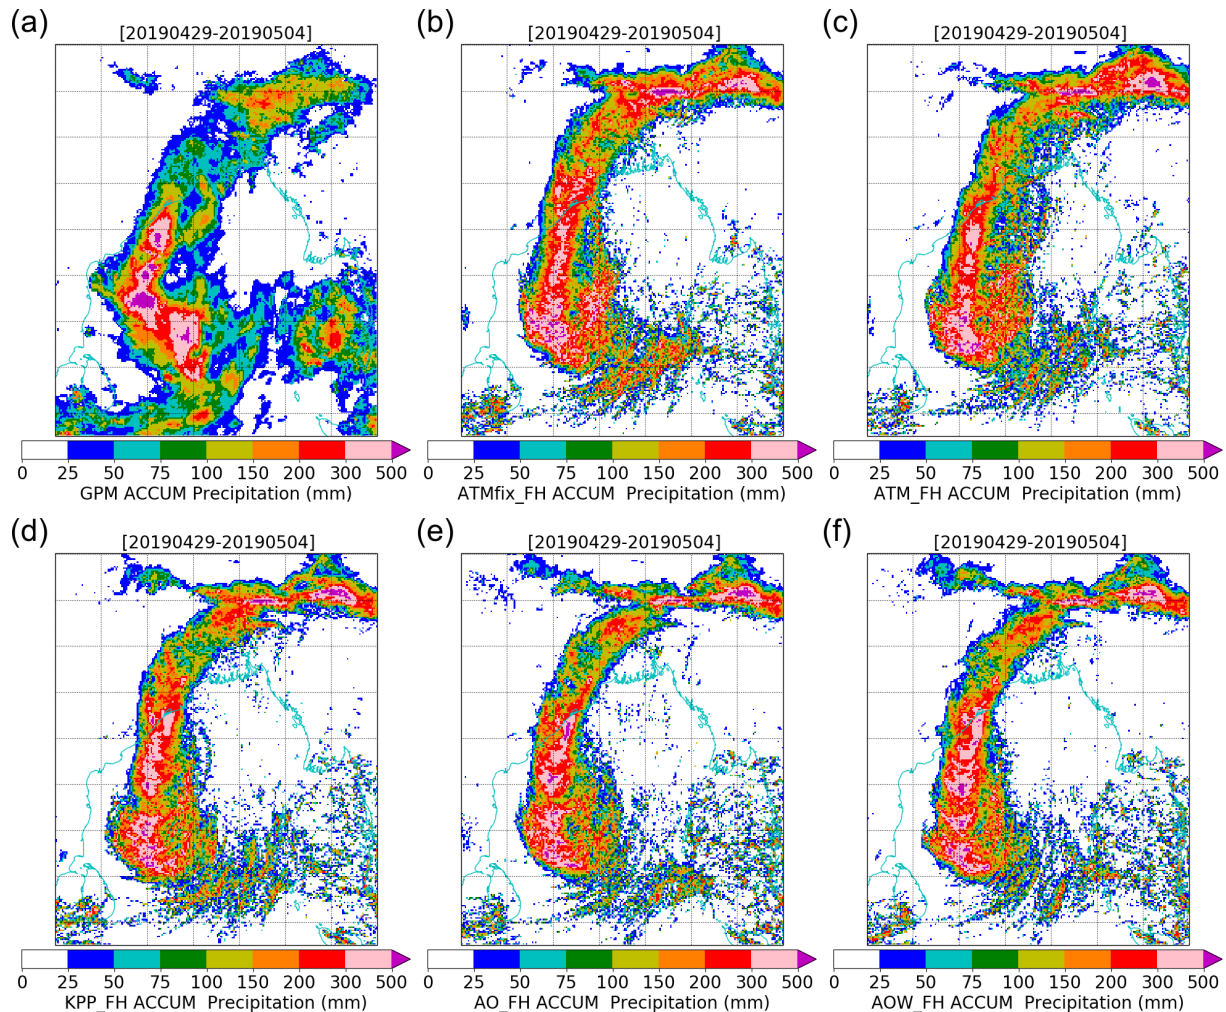 (a) (b) (c)
[20190429-20190504] [20190429-20190504] [20190429-20190504]
0 25 50 75 100 150 200 300 500 0 25 50 75 100 150 200 300 500 0 25 50 75 100 150 200 300 500
GPM ACCUM Precipitation (mm) ATMfix_FH ACCUM Precipitation (mm) ATM_FH ACCUM Precipitation (mm)
(d) (e) (f)
[20190429-20190504] [20190429-20190504] [20190429-20190504]
0 25 50 75 100 150 200 300 500 0 25 50 75 100 150 200 300 500 0 25 50 75 100 150 200 300 500
KPP_FH ACCUM Precipitation (mm) AO_FH ACCUM Precipitation (mm) AOW_FH ACCUM Precipitation (mm)